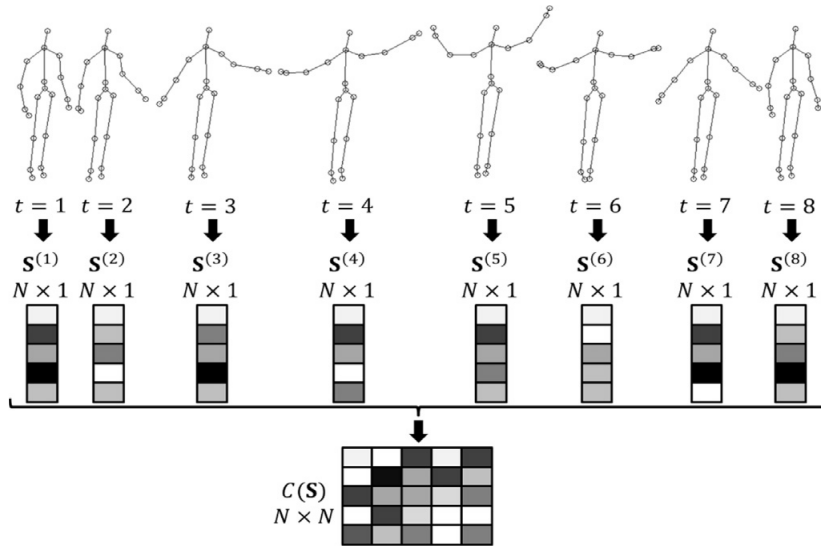 t = 1 t = 2 t = 3 t = 4 t = 5 t = 6 t = 7 t = 8
S(1) S(2) S(3) S(4) S(5) S(6) S(7) S(8)
N × 1 N × 1 N × 1 N × 1 N × 1 N × 1 N × 1 N × 1
C(S)
N × N